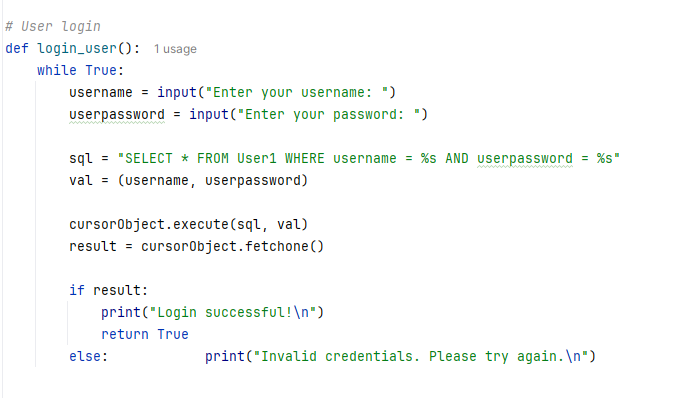 # User login
def login_user():  1 usage
    while True:
        username = input("Enter your username: ")
        userpassword = input("Enter your password: ")

        sql = "SELECT * FROM User1 WHERE username = %s AND userpassword = %s"
        val = (username, userpassword)

        cursorObject.execute(sql, val)
        result = cursorObject.fetchone()

        if result:
            print("Login successful!\n")
            return True
        else:            print("Invalid credentials. Please try again.\n")